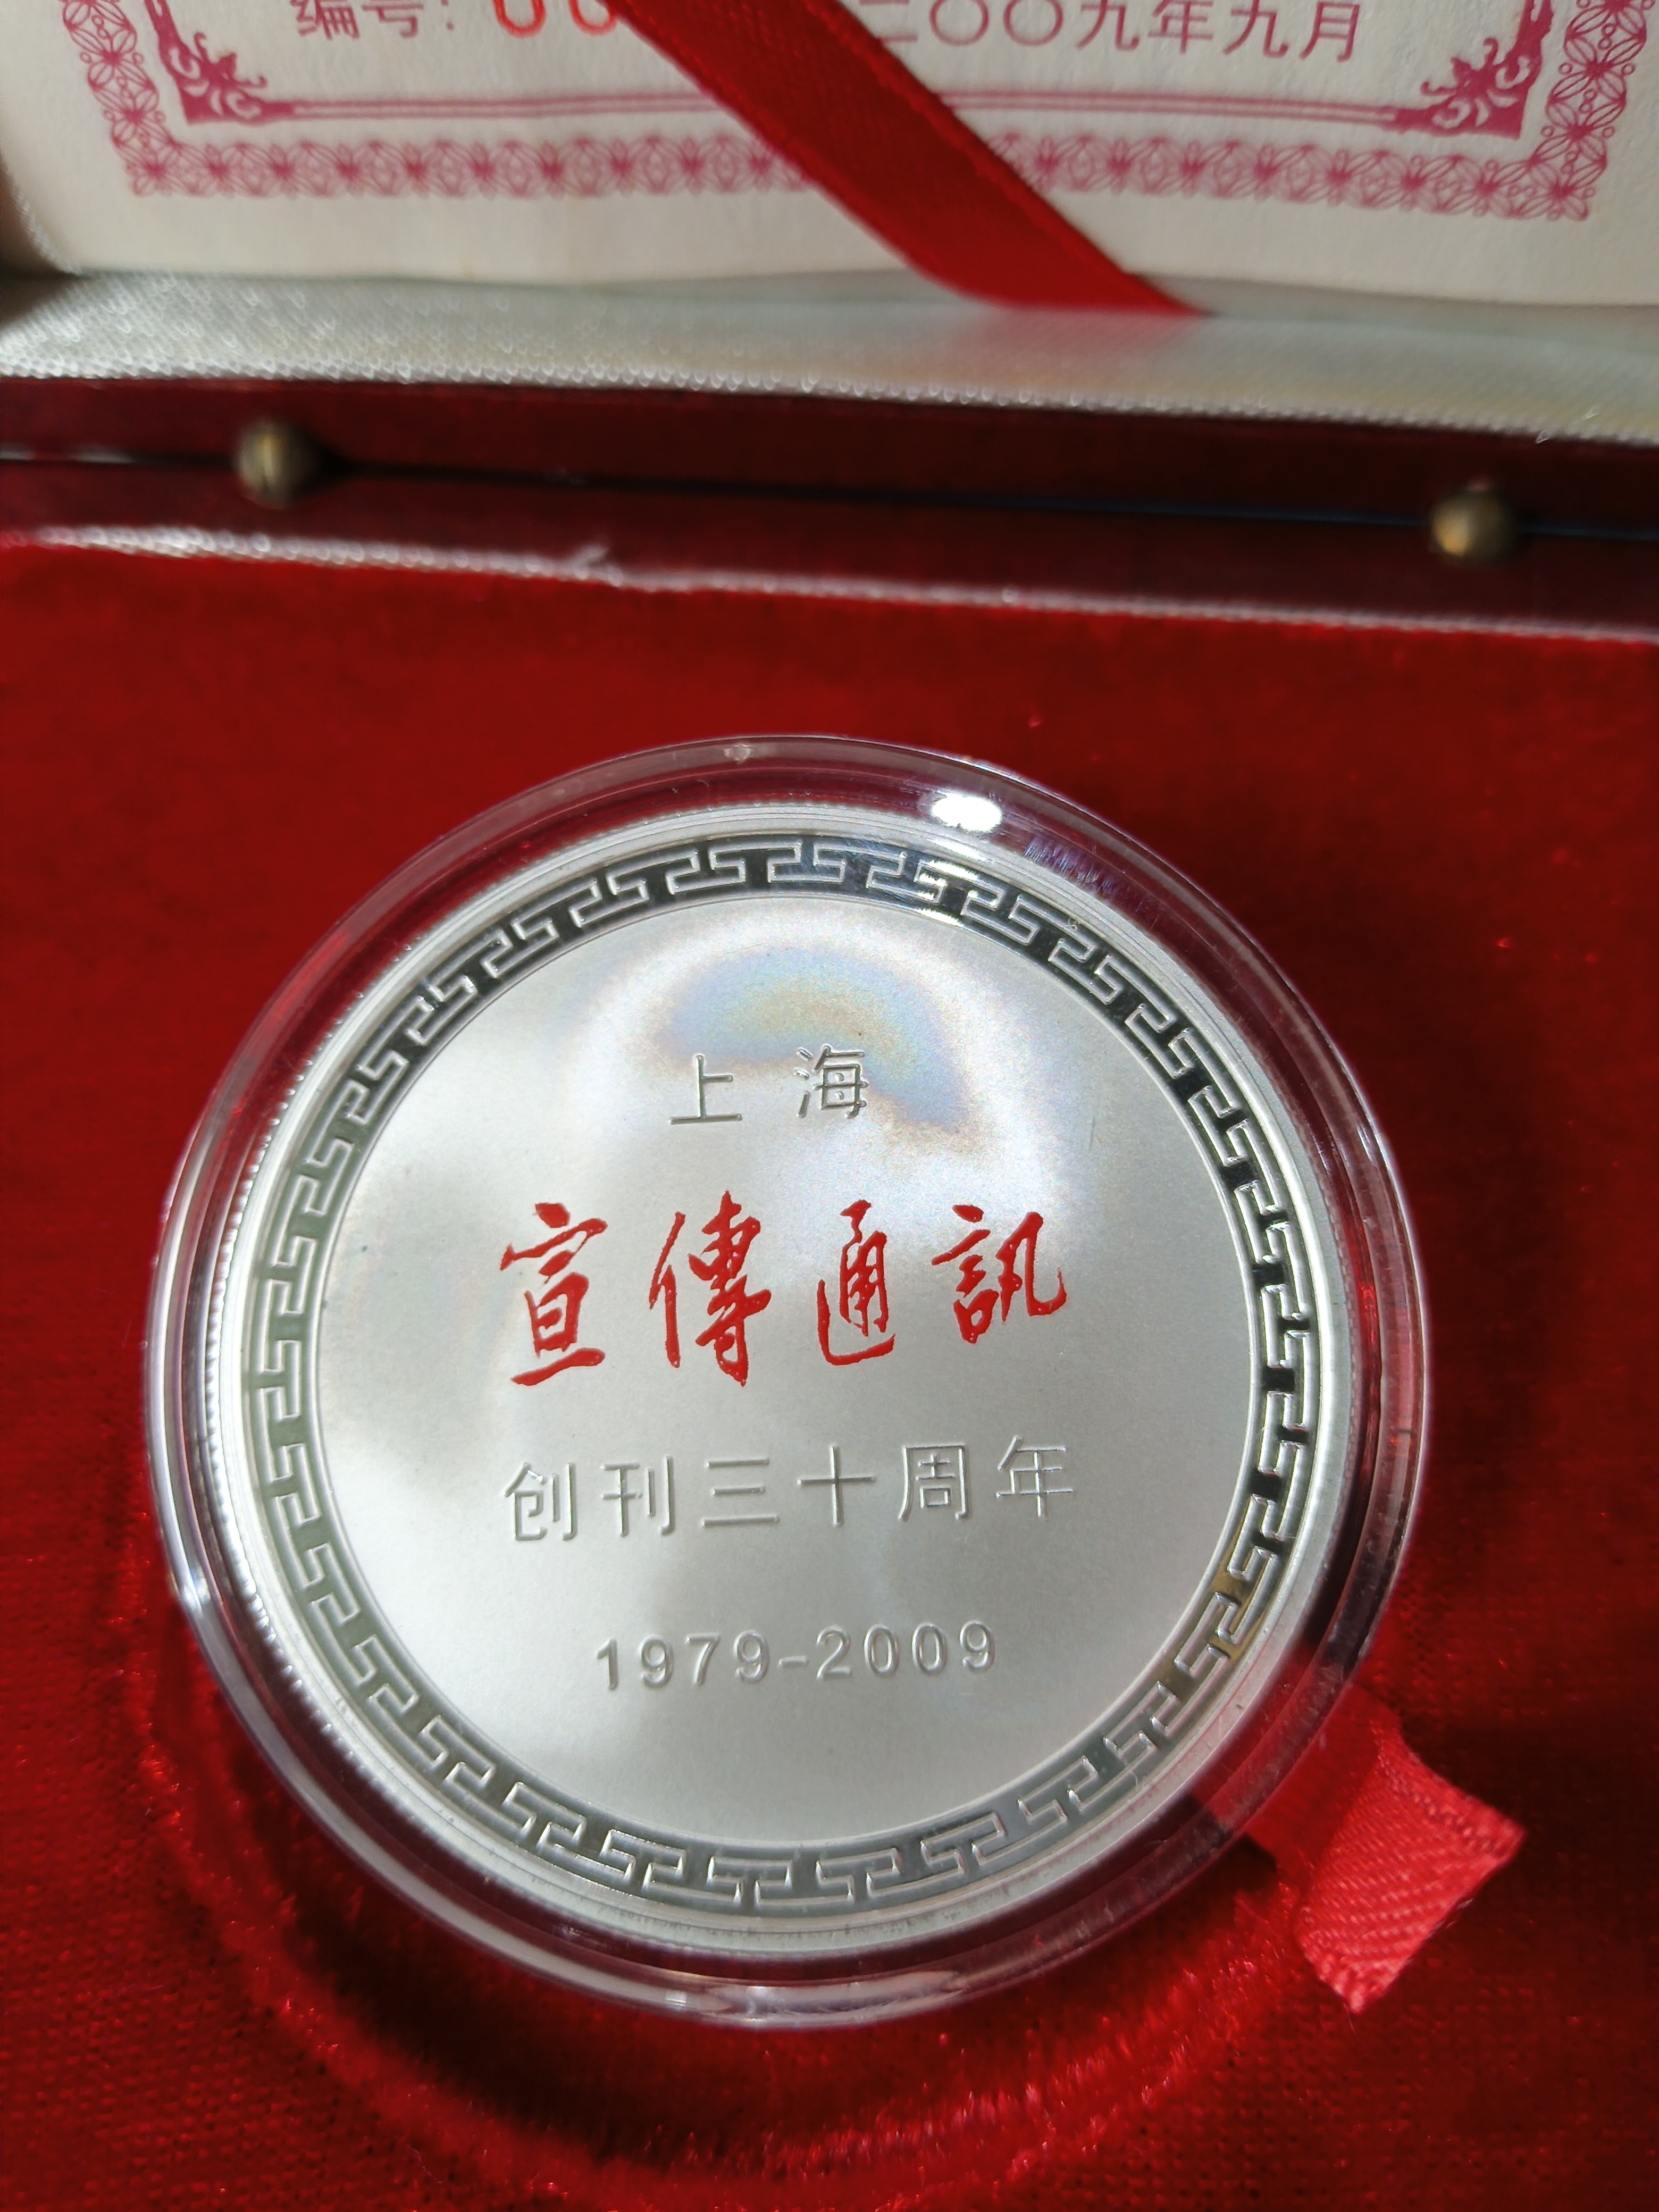 编号:
二〇〇九年九月
上海
宣傳通訊
创刊三十周年
1979-2009